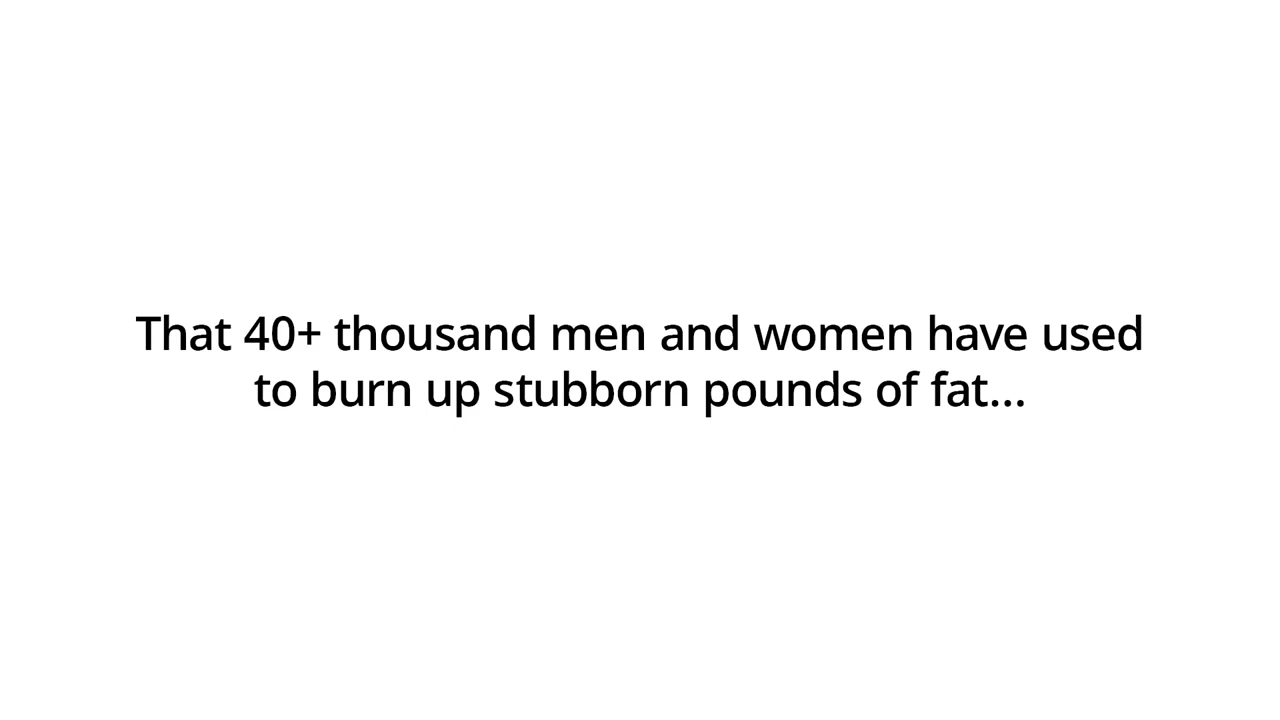 That 40+ thousand men and women have used
to burn up stubborn pounds of fat...